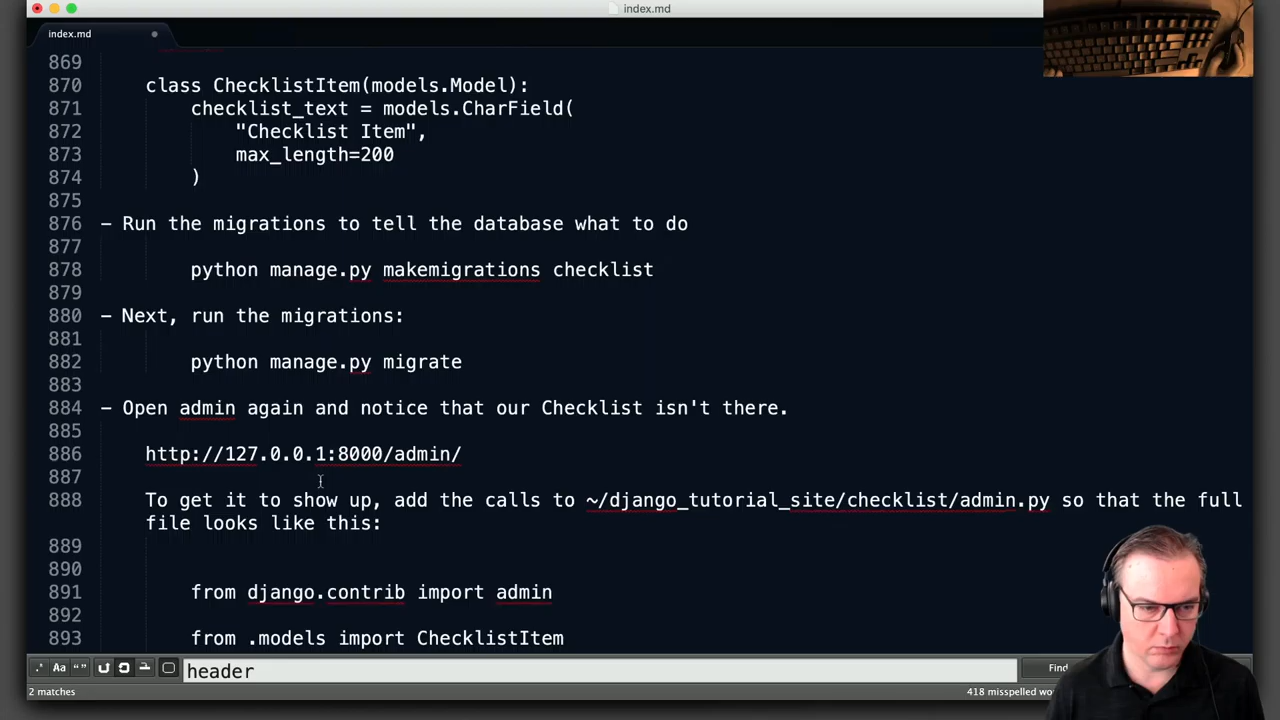 index.md
index.md
869
870 class ChecklistItem(models.Model):
871 checklist_text = models.CharField(
872 "Checklist Item",
873 max_length=200
874 )
875
876 - Run the migrations to tell the database what to do
877
878 python manage.py makemigrations checklist
879
880 - Next, run the migrations:
881
882 python manage.py migrate
883
884 - Open admin again and notice that our Checklist isn't there.
885
886 http://127.0.0.1:8000/admin/
887
888 To get it to show up, add the calls to ~/django_tutorial_site/checklist/admin.py so that the full
file looks like this:
889
890
891 from django.contrib import admin
892
893 from .models import ChecklistItem
.* Aa “ ” header Find
2 matches 418 misspelled